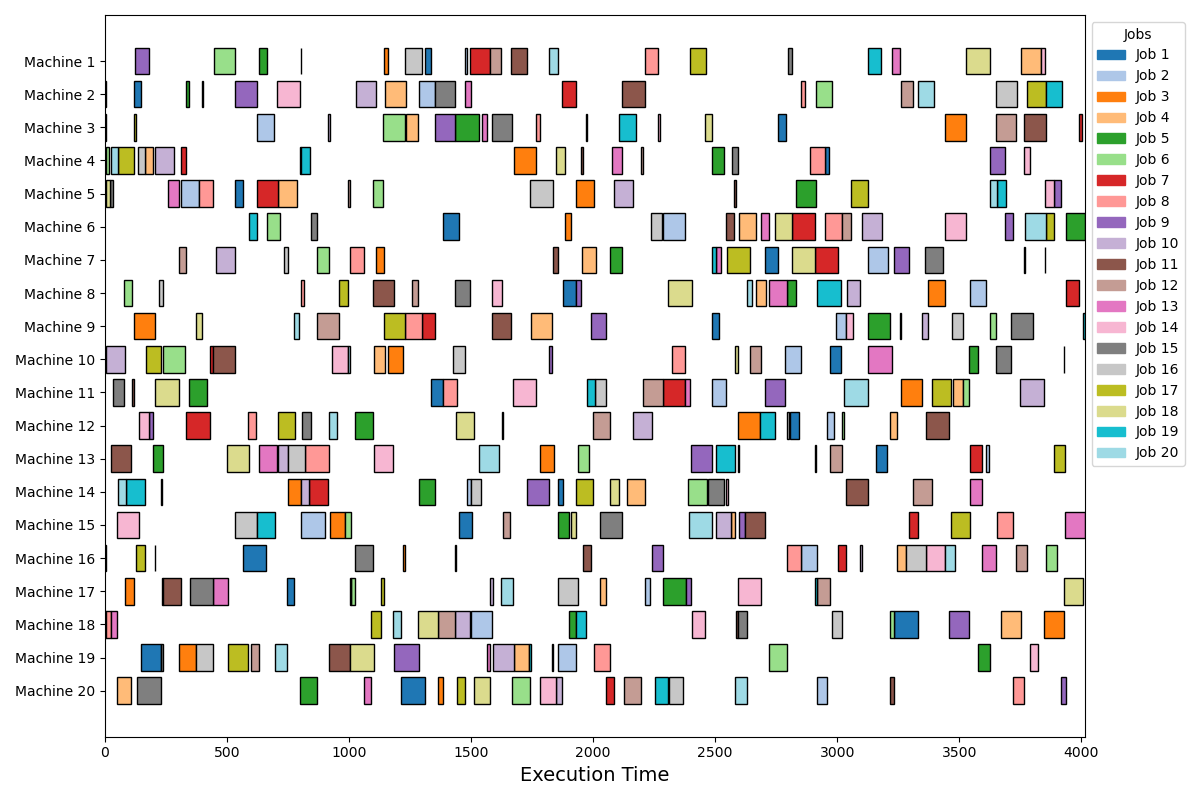 Machine 1
Machine 2
Machine 3
Machine 4
Machine 5
Machine 6
Machine 7
Machine 8
Machine 9
Machine 10
Machine 11
Machine 12
Machine 13
Machine 14
Machine 15
Machine 16
Machine 17
Machine 18
Machine 19
Machine 20
0 500 1000 1500 2000 2500 3000 3500 4000
Execution Time
Jobs
Job 1
Job 2
Job 3
Job 4
Job 5
Job 6
Job 7
Job 8
Job 9
Job 10
Job 11
Job 12
Job 13
Job 14
Job 15
Job 16
Job 17
Job 18
Job 19
Job 20